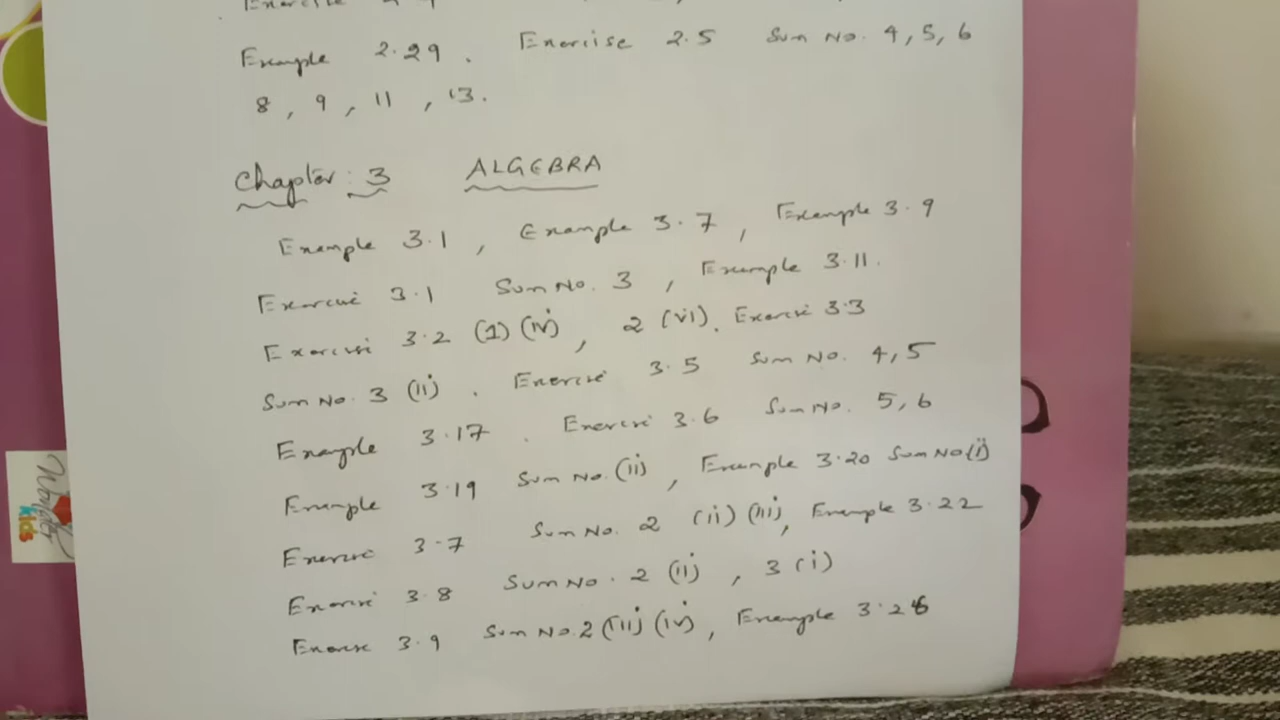 Example 2.29. Exercise 2.5 Sum No. 4, 5, 6
8, 9, 11, 13.
Chapter: 3 ALGEBRA
Example 3.1, Example 3.7, Example 3.9
Exercise 3.1 Sum No. 3, Example 3.11.
Exercise 3.2 (1) (iv), 2 (vi). Exercise 3.3
Sum No. 3 (ii). Exercise 3.5 Sum No. 4, 5
Example 3.17. Exercise 3.6 Sum No. 5, 6
Example 3.19 Sum No. (ii), Example 3.20 Sum No (i)
Exercise 3.7 Sum No. 2 (ii) (iii), Example 3.22
Exercise 3.8 Sum No. 2 (ii), 3 (i)
Exercise 3.9 Sum No. 2 (iii) (iv), Example 3.26
kids